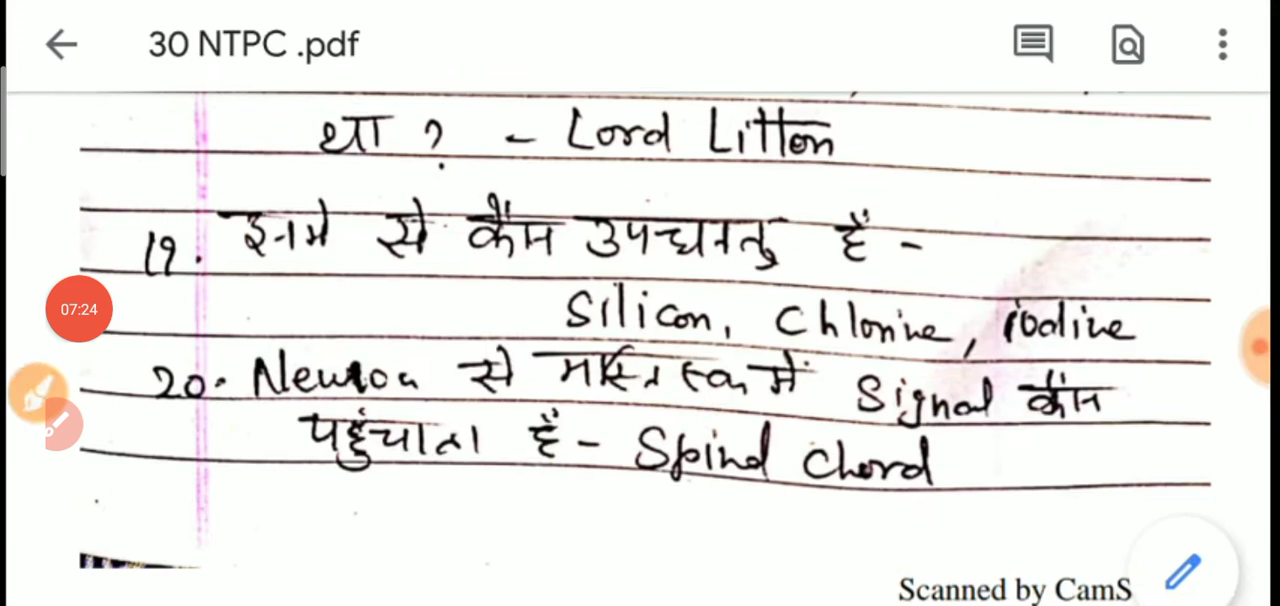 30 NTPC .pdf
था ? - Lord Litton
19. इनमे से कौन उपधातु हैं -
07:24
Silicon, Chlorine, iodine
20. Neuron से मस्तिष्क में Signal कौन
पहुंचाता हैं - Spinal Chord
Scanned by CamS